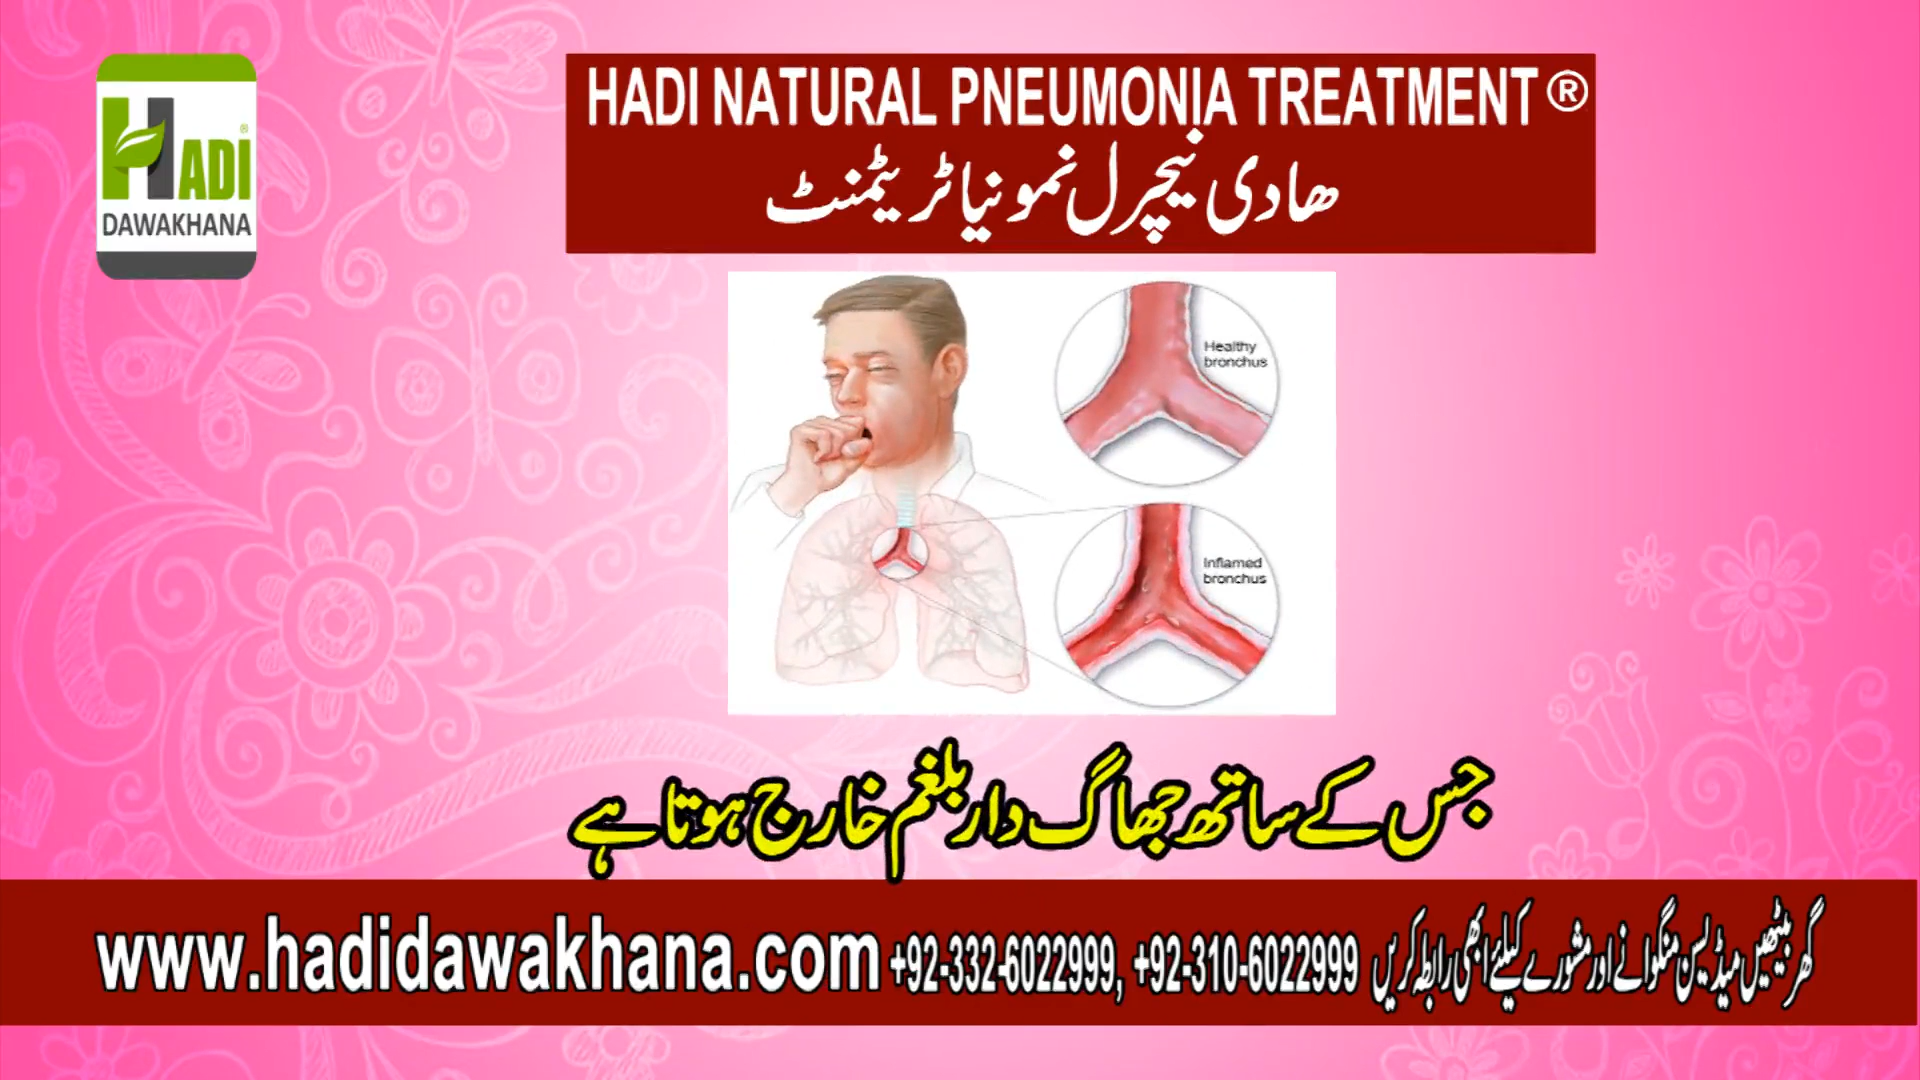 HADI®
DAWAKHANA
HADI NATURAL PNEUMONIA TREATMENT ®
ھادی نیچرل نمونیا ٹریٹمنٹ
Healthy
bronchus
Inflamed
bronchus
جس کے ساتھ جھاگ دار بلغم خارج ہوتا ہے
www.hadidawakhana.com +92-332-6022999, +92-310-6022999 گھر بیٹھیں میڈیسن منگوانے اور مشورے کیلئے ابھی رابطہ کریں